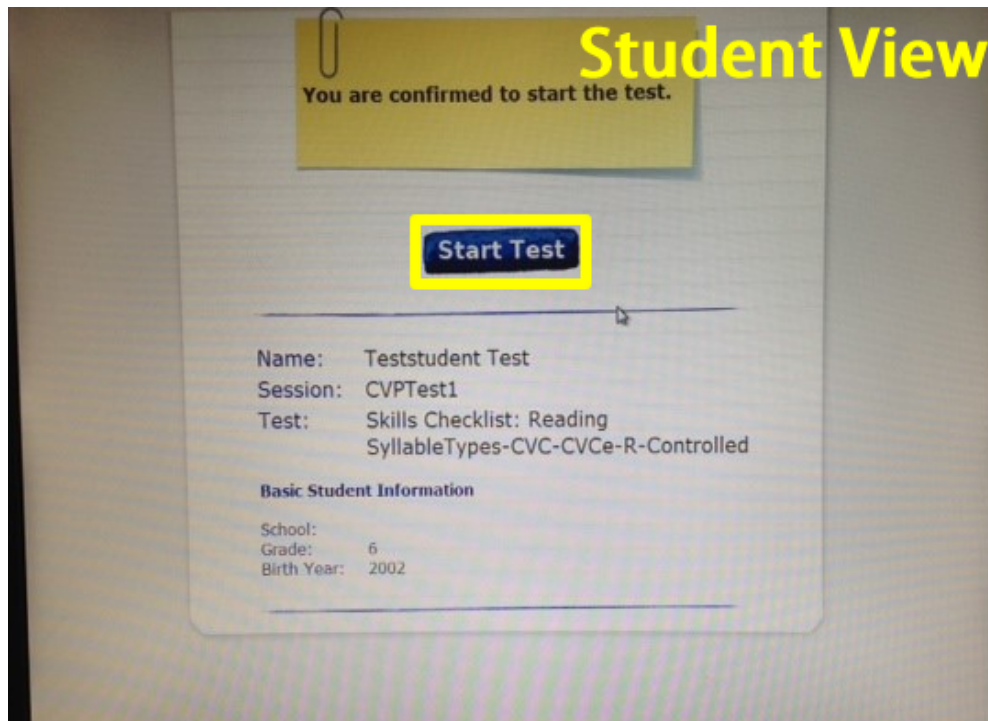 Student View
You are confirmed to start the test.
Start Test
Name: Teststudent Test
Session: CVPTest1
Test: Skills Checklist: Reading
SyllableTypes-CVC-CVCe-R-Controlled
Basic Student Information
School:
Grade: 6
Birth Year: 2002